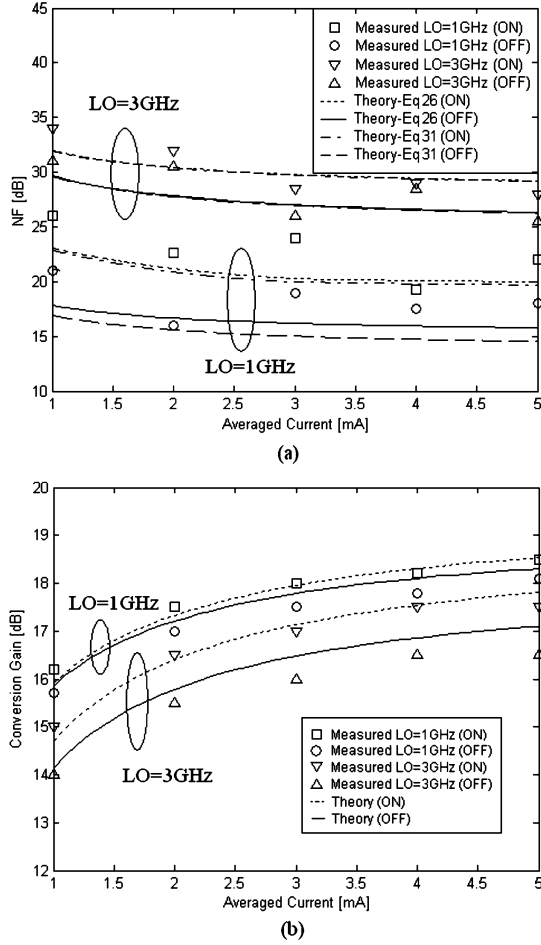 45
40
35
30
25
20
15
10
NF [dB]
LO=3GHz
LO=1GHz
Measured LO=1GHz (ON)
Measured LO=1GHz (OFF)
Measured LO=3GHz (ON)
Measured LO=3GHz (OFF)
Theory-Eq26 (ON)
Theory-Eq26 (OFF)
Theory-Eq31 (ON)
Theory-Eq31 (OFF)
1 1.5 2 2.5 3 3.5 4 4.5 5
Averaged Current [mA]
(a)
20
19
18
17
16
15
14
13
12
Conversion Gain [dB]
LO=1GHz
LO=3GHz
Measured LO=1GHz (ON)
Measured LO=1GHz (OFF)
Measured LO=3GHz (ON)
Measured LO=3GHz (OFF)
Theory (ON)
Theory (OFF)
1 1.5 2 2.5 3 3.5 4 4.5 5
Averaged Current [mA]
(b)